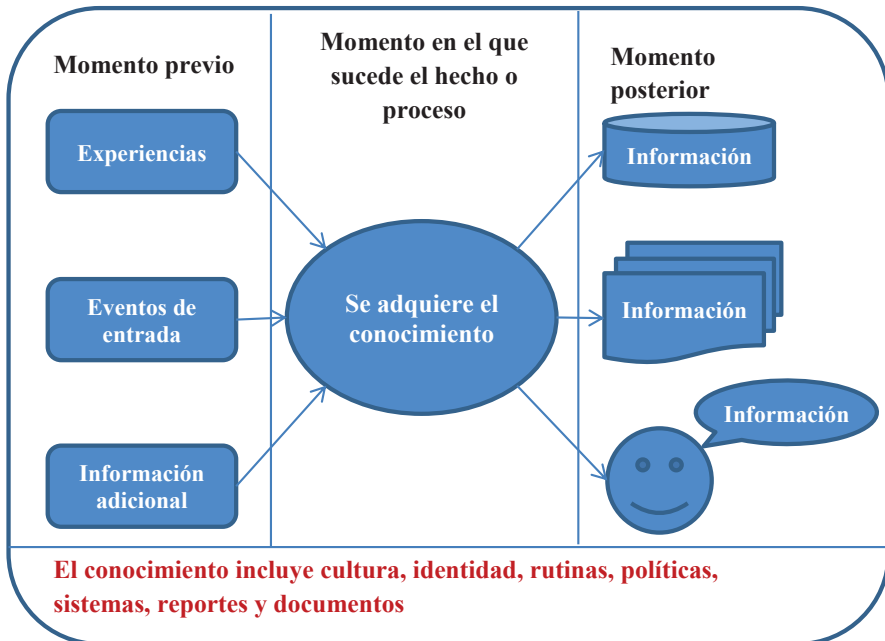 Momento previo
Experiencias
Eventos de
entrada
Información
adicional
Momento en el que
sucede el hecho o
proceso
Se adquiere el
conocimiento
Momento
posterior
Información
Información
Información
El conocimiento incluye cultura, identidad, rutinas, políticas,
sistemas, reportes y documentos